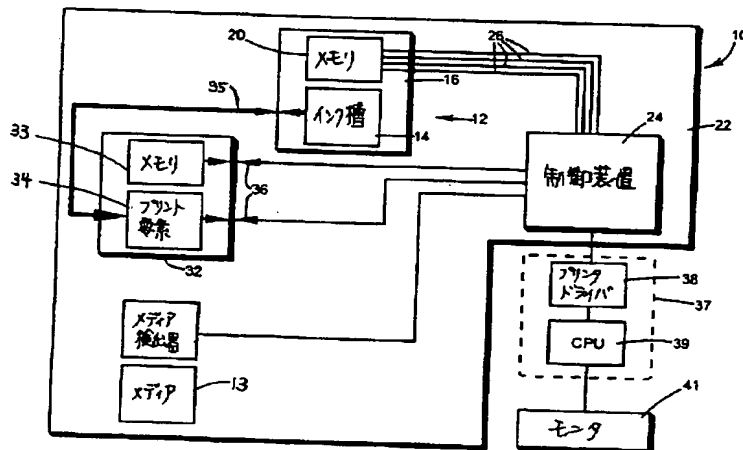 20
メモリ
26
10
35
16
インク槽
12
14
24
22
制御装置
33
メモリ
34
プリント
要素
36
32
プリンタ
ドライバ
38
37
CPU
39
メディア
検出器
メディア
13
41
モニタ